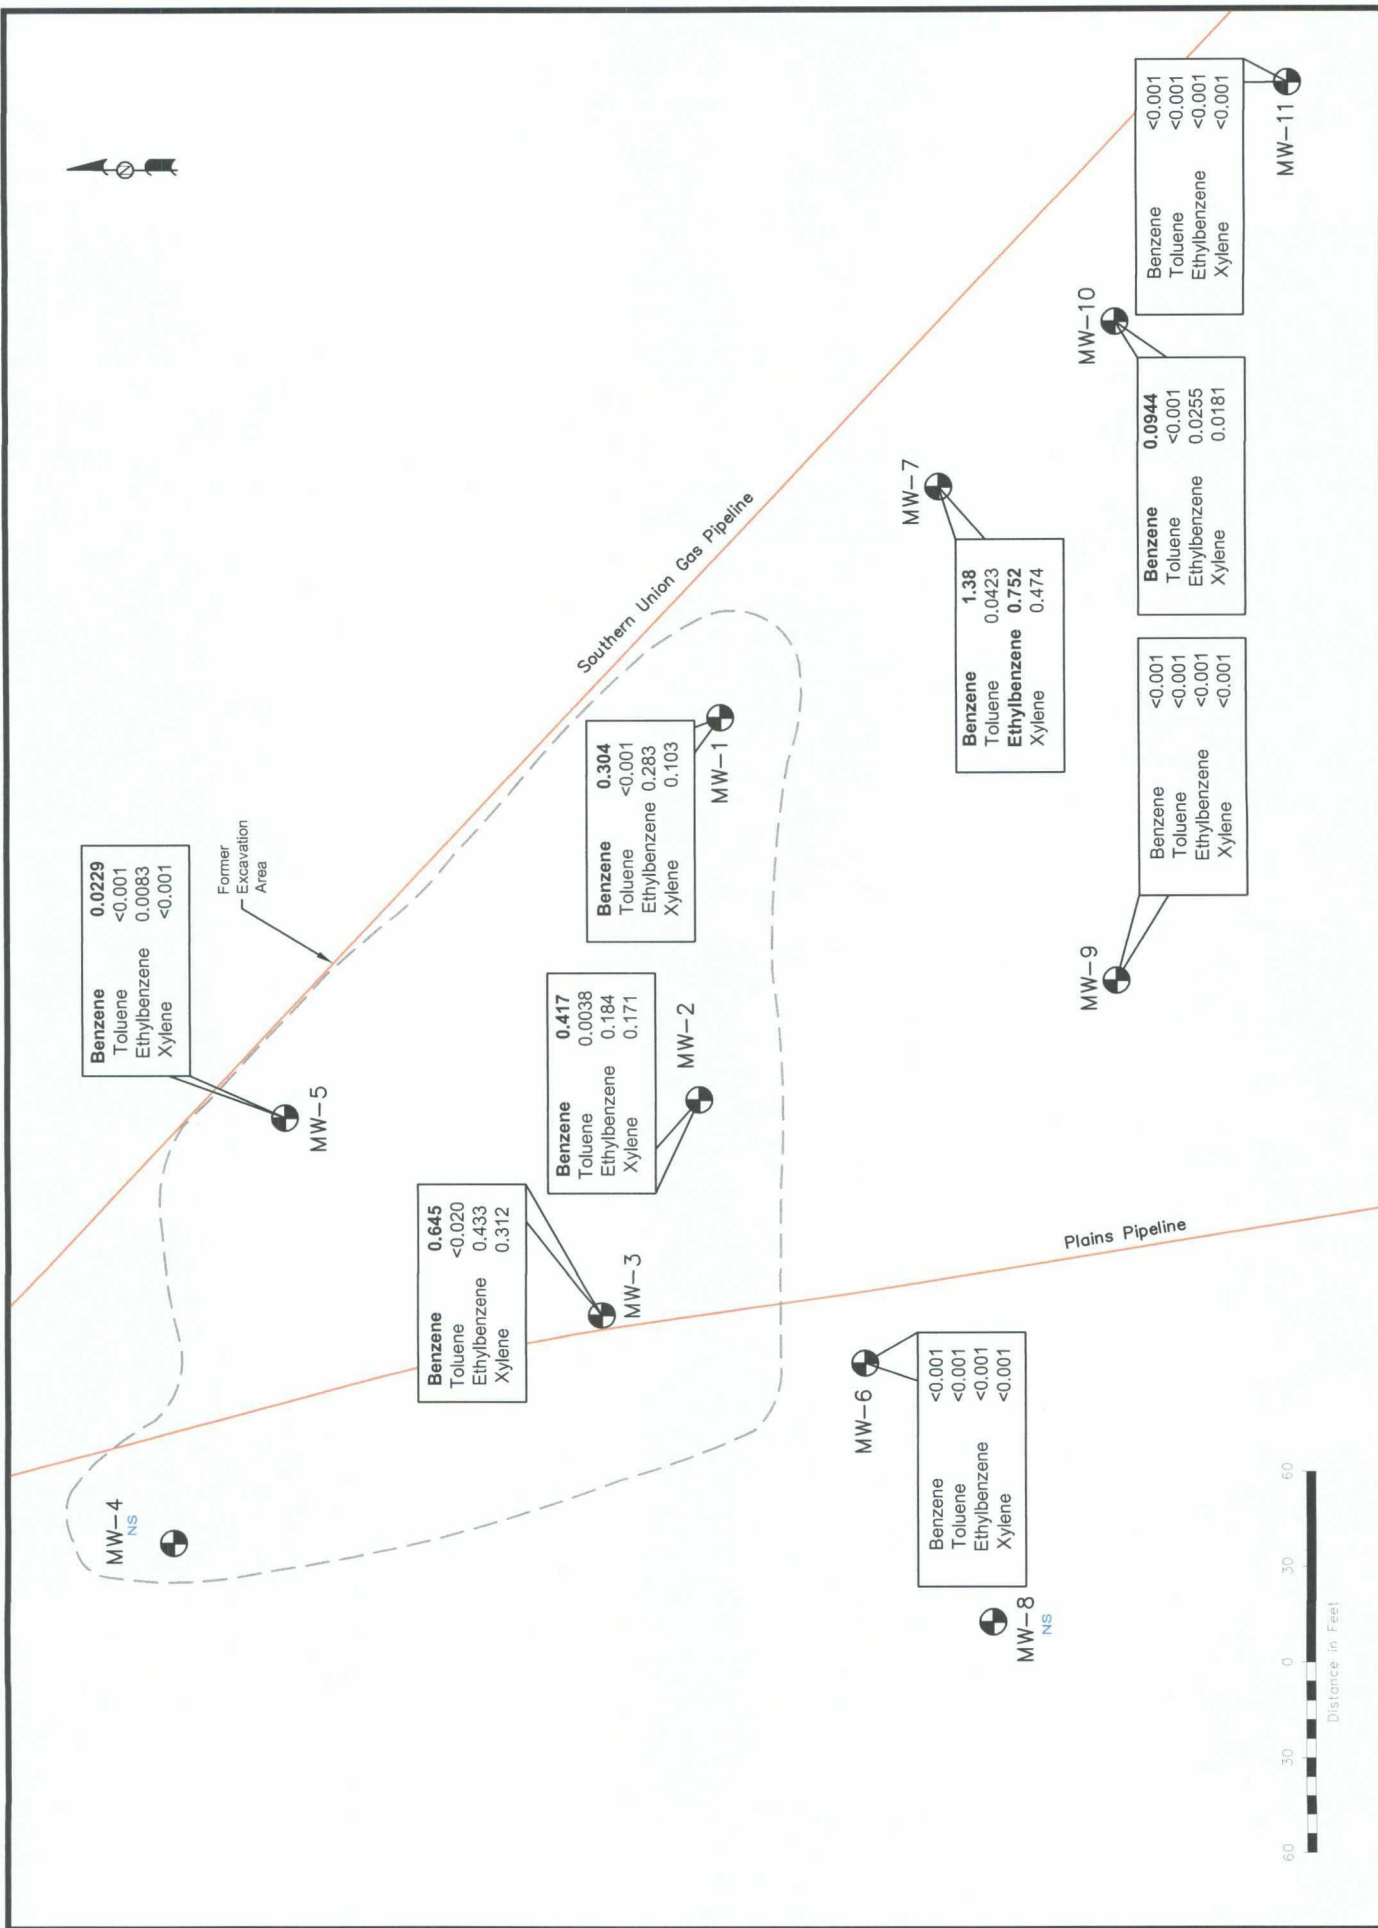 MW-4
NS
Benzene 0.0229
Toluene <0.001
Ethylbenzene 0.0083
Xylene <0.001
MW-5
Former
Excavation
Area
N
Benzene 0.645
Toluene <0.020
Ethylbenzene 0.433
Xylene 0.312
MW-3
Benzene 0.417
Toluene 0.0038
Ethylbenzene 0.184
Xylene 0.171
MW-2
Benzene 0.304
Toluene <0.001
Ethylbenzene 0.283
Xylene 0.103
MW-1
Southern Union Gas Pipeline
MW-6
Benzene <0.001
Toluene <0.001
Ethylbenzene <0.001
Xylene <0.001
MW-8
NS
Plains Pipeline
MW-7
Benzene 1.38
Toluene 0.0423
Ethylbenzene 0.752
Xylene 0.474
MW-9
Benzene <0.001
Toluene <0.001
Ethylbenzene <0.001
Xylene <0.001
MW-10
Benzene 0.0944
Toluene <0.001
Ethylbenzene 0.0255
Xylene 0.0181
Benzene <0.001
Toluene <0.001
Ethylbenzene <0.001
Xylene <0.001
MW-11
60 30 0 30 60
Distance in Feet